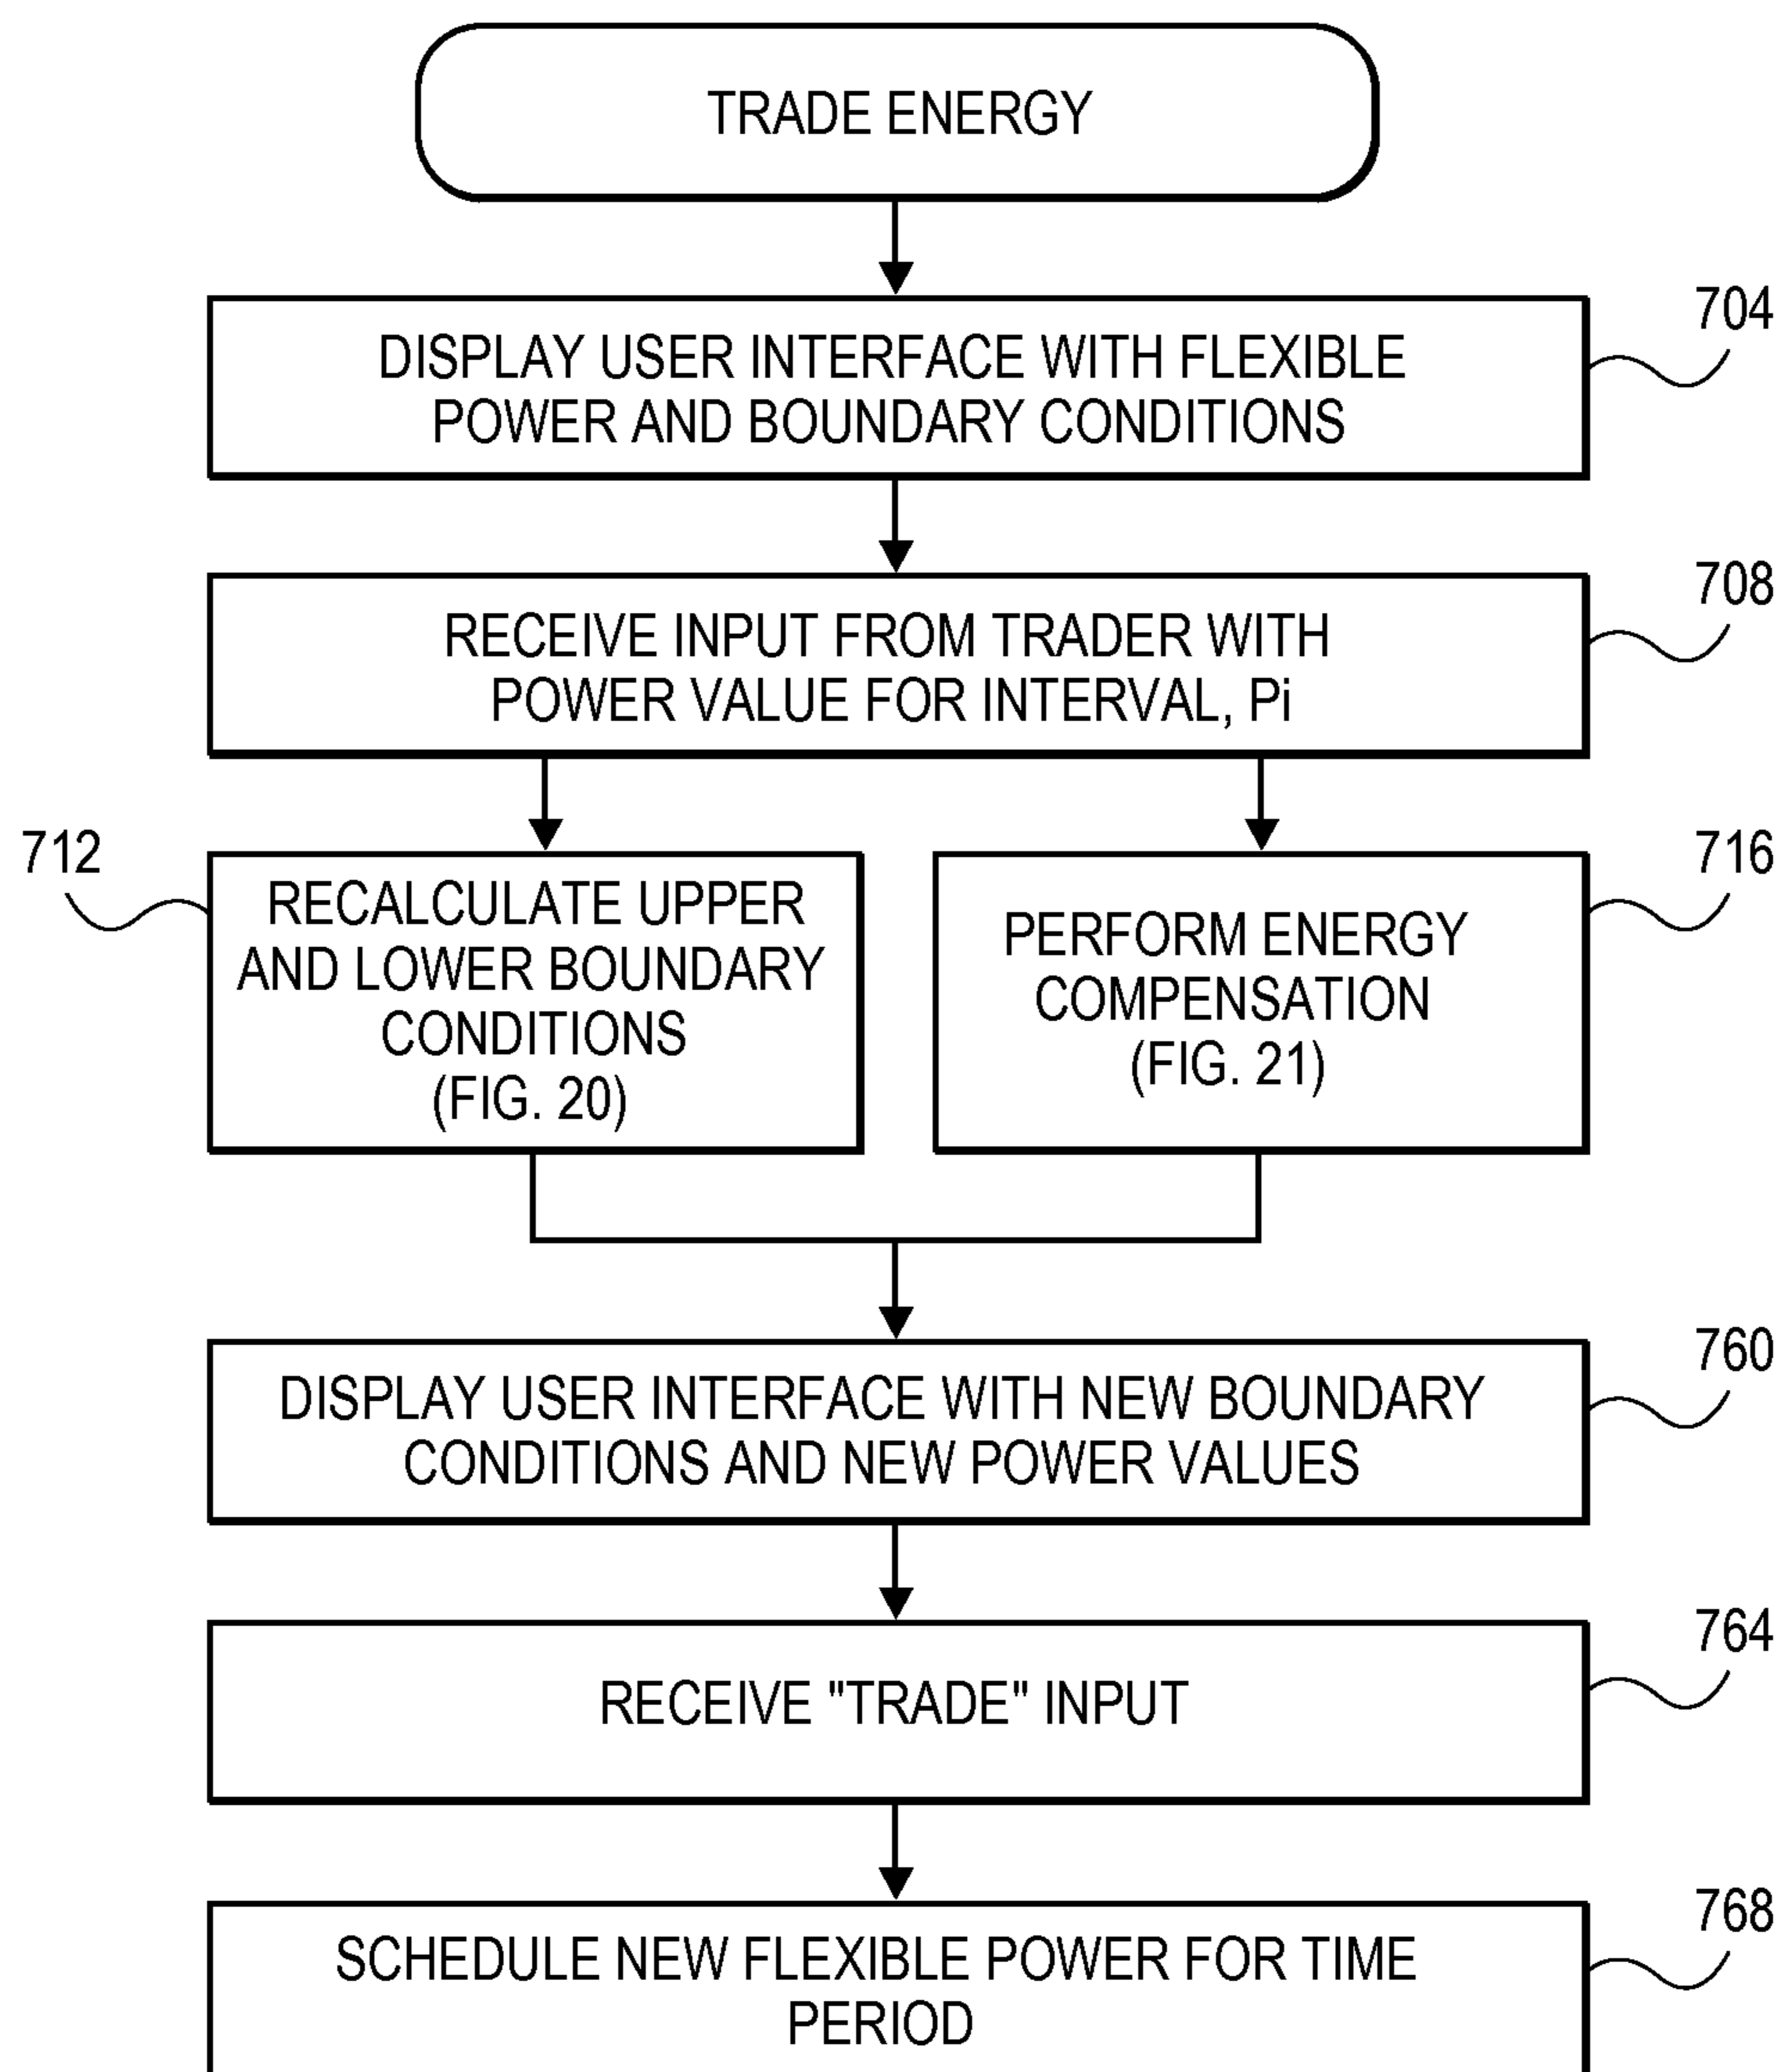 TRADE ENERGY
704
DISPLAY USER INTERFACE WITH FLEXIBLE
POWER AND BOUNDARY CONDITIONS
708
RECEIVE INPUT FROM TRADER WITH
POWER VALUE FOR INTERVAL, Pi
712
RECALCULATE UPPER
AND LOWER BOUNDARY
CONDITIONS
(FIG. 20)
716
PERFORM ENERGY
COMPENSATION
(FIG. 21)
760
DISPLAY USER INTERFACE WITH NEW BOUNDARY
CONDITIONS AND NEW POWER VALUES
764
RECEIVE "TRADE" INPUT
768
SCHEDULE NEW FLEXIBLE POWER FOR TIME
PERIOD